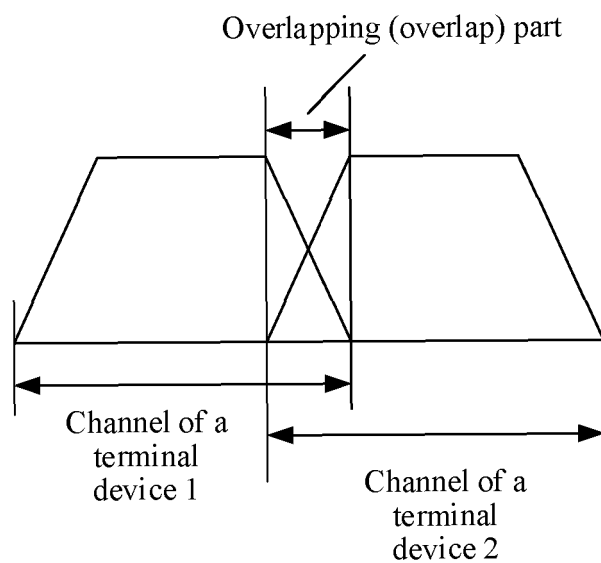 Overlapping (overlap) part
Channel of a
terminal
device 1
Channel of a
terminal
device 2